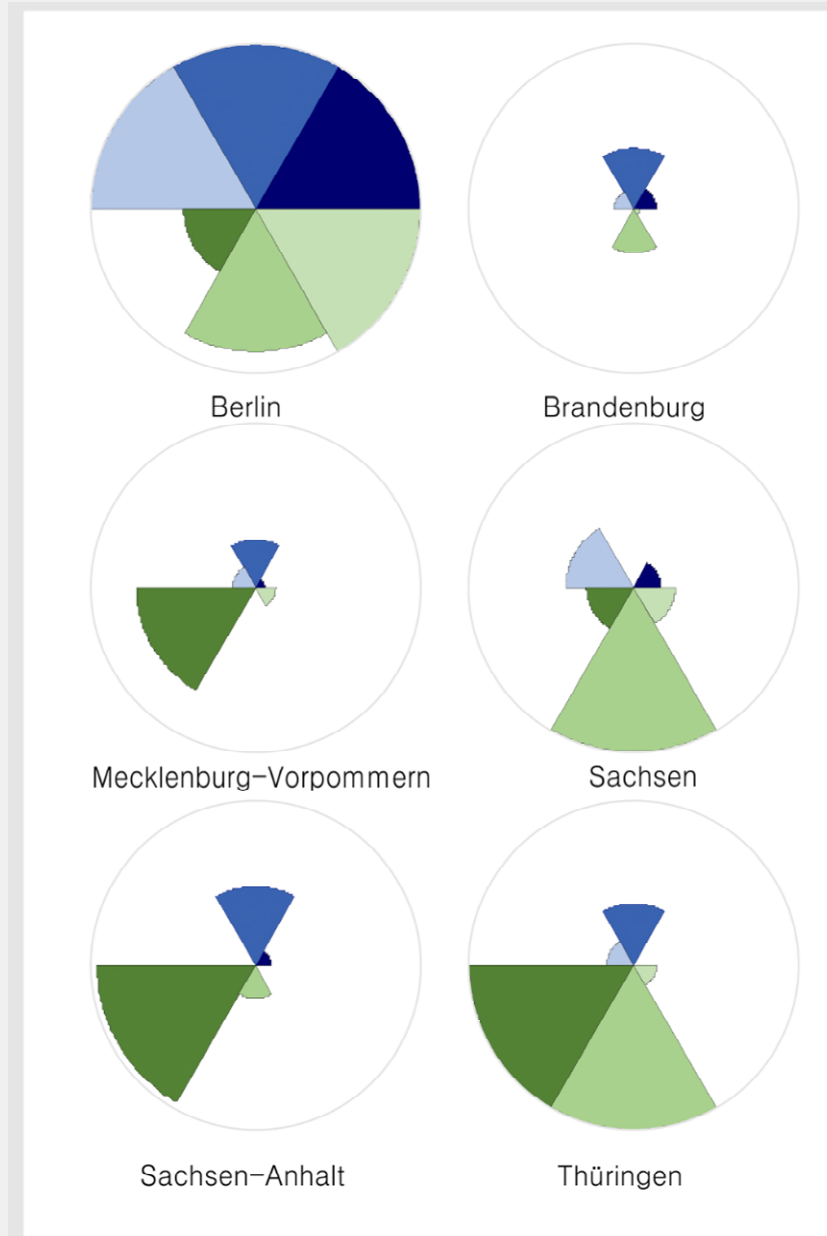 Berlin
Brandenburg
Mecklenburg-Vorpommern
Sachsen
Sachsen-Anhalt
Thüringen